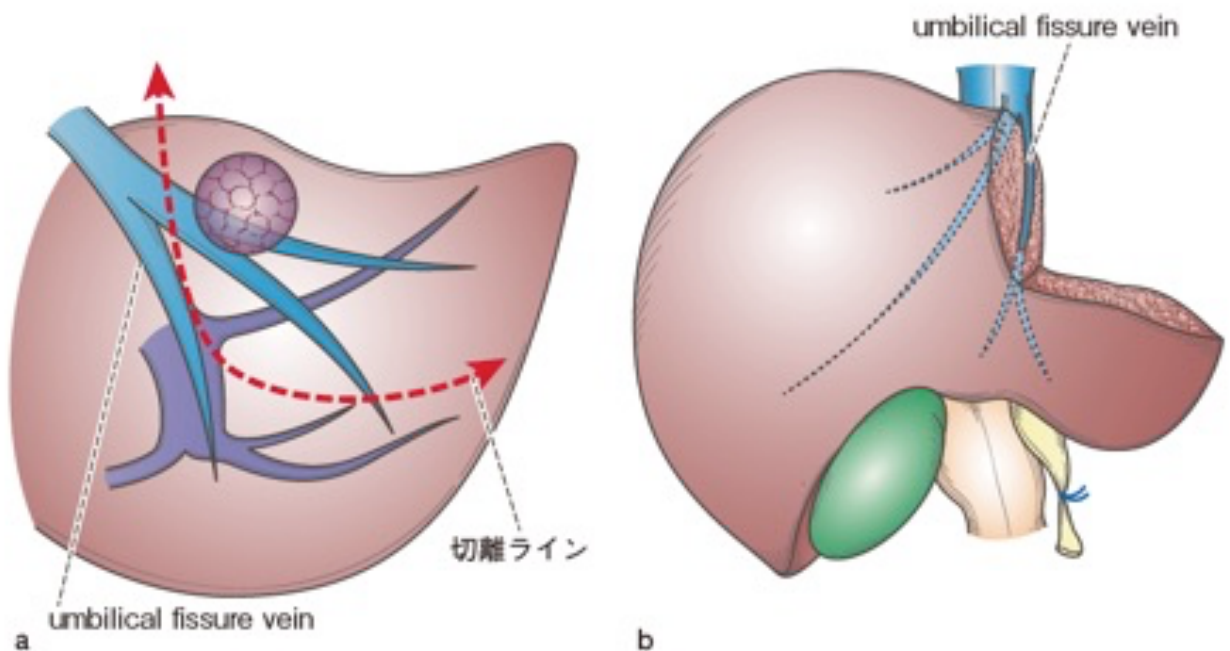 umbilical fissure vein
切離ライン
umbilical fissure vein
a
b